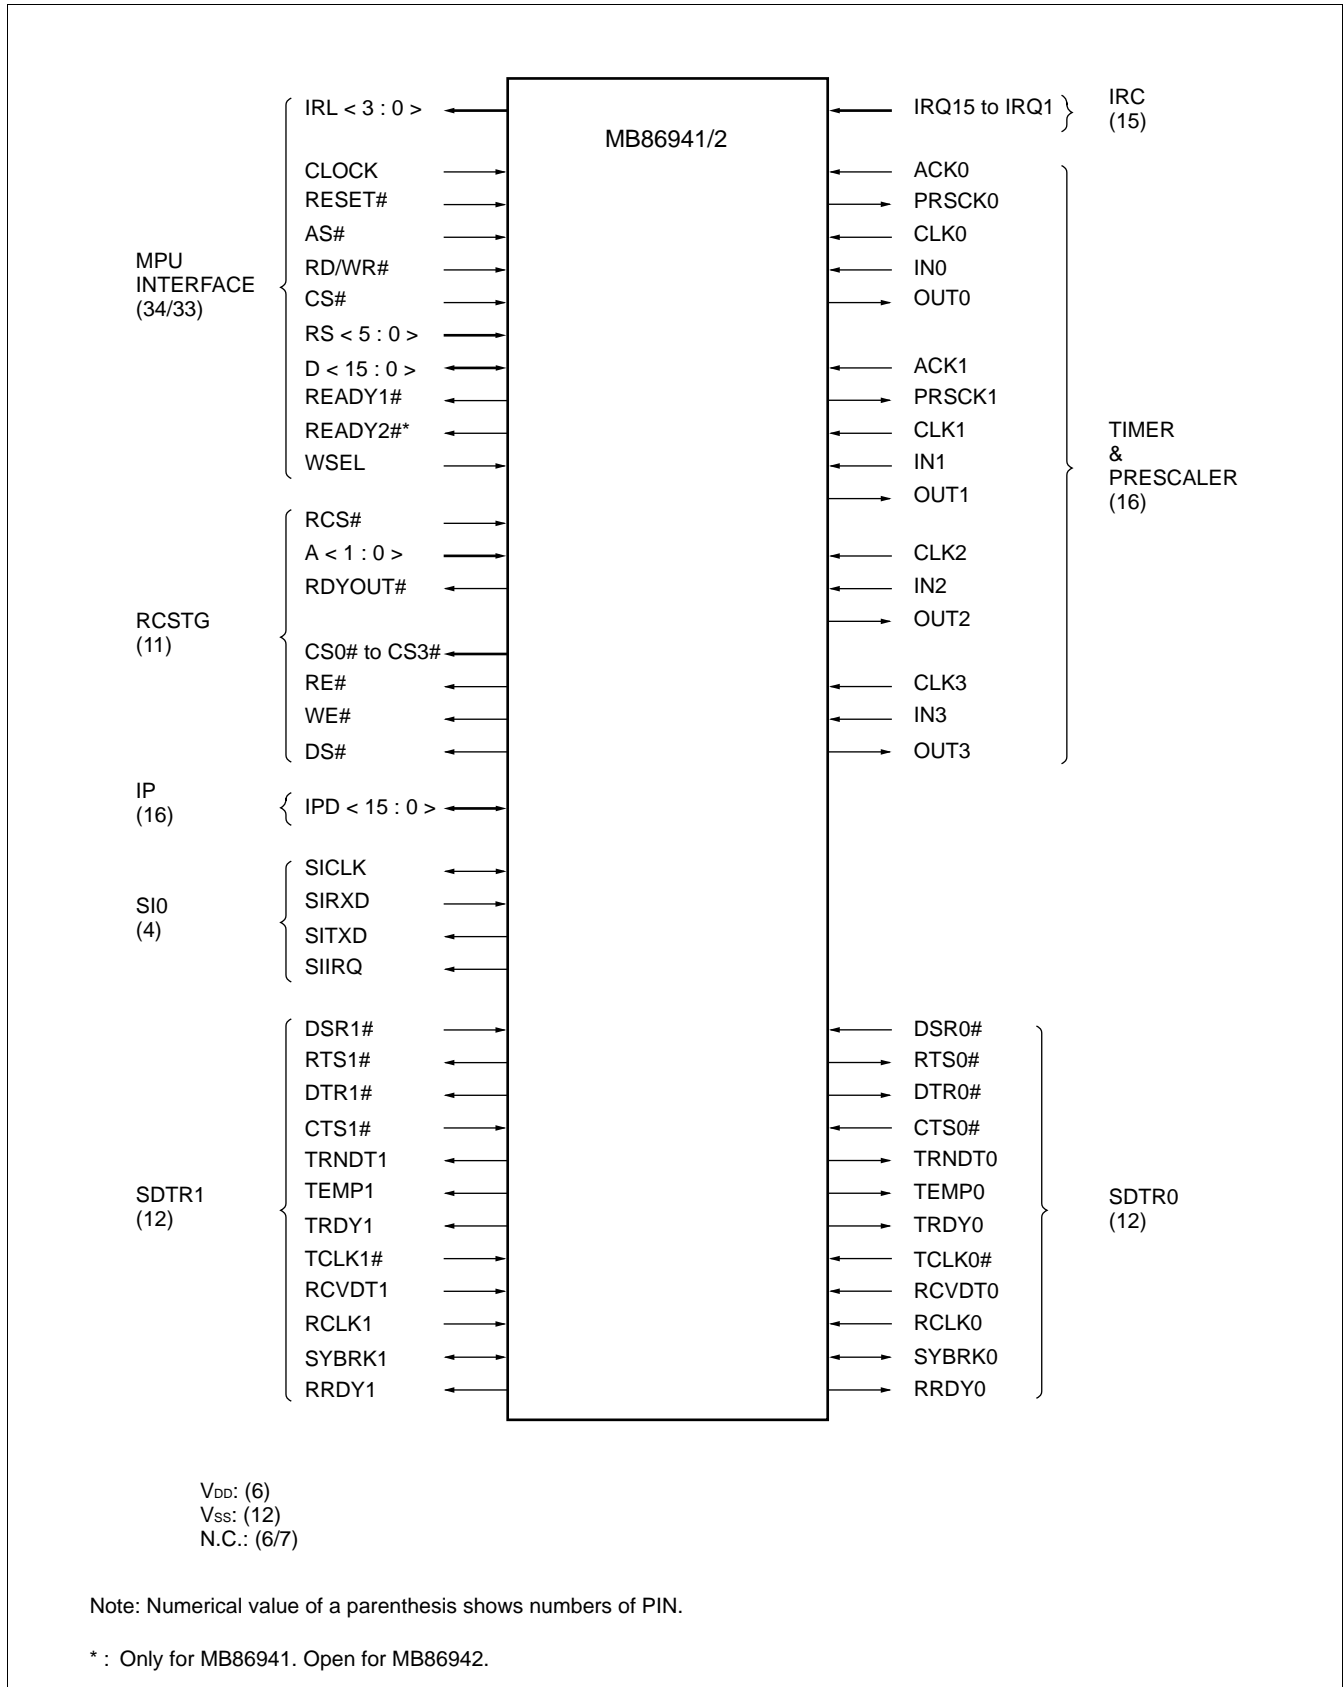 MB86941/2
MPU
INTERFACE
(34/33)
IRL < 3 : 0 >
CLOCK
RESET#
AS#
RD/WR#
CS#
RS < 5 : 0 >
D < 15 : 0 >
READY1#
READY2#*
WSEL
RCSTG
(11)
RCS#
A < 1 : 0 >
RDYOUT#
CS0# to CS3#
RE#
WE#
DS#
IP
(16)
IPD < 15 : 0 >
SI0
(4)
SICLK
SIRXD
SITXD
SIIRQ
SDTR1
(12)
DSR1#
RTS1#
DTR1#
CTS1#
TRNDT1
TEMP1
TRDY1
TCLK1#
RCVDT1
RCLK1
SYBRK1
RRDY1
IRQ15 to IRQ1
IRC
(15)
ACK0
PRSCK0
CLK0
IN0
OUT0
ACK1
PRSCK1
CLK1
IN1
OUT1
CLK2
IN2
OUT2
CLK3
IN3
OUT3
TIMER
&
PRESCALER
(16)
DSR0#
RTS0#
DTR0#
CTS0#
TRNDT0
TEMP0
TRDY0
TCLK0#
RCVDT0
RCLK0
SYBRK0
RRDY0
SDTR0
(12)
VDD: (6)
VSS: (12)
N.C.: (6/7)
Note: Numerical value of a parenthesis shows numbers of PIN.
* : Only for MB86941. Open for MB86942.